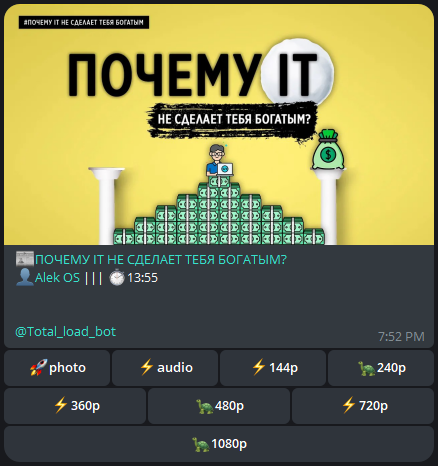 #ПОЧЕМУ IT НЕ СДЕЛАЕТ ТЕБЯ БОГАТЫМ
ПОЧЕМУ IT
НЕ СДЕЛАЕТ ТЕБЯ БОГАТЫМ?
ПОЧЕМУ IT НЕ СДЕЛАЕТ ТЕБЯ БОГАТЫМ?
Alek OS ||| ⏱13:55
@Total_load_bot
7:52 PM
🚀photo
⚡audio
⚡144p
🐢240p
⚡360p
🐢480p
⚡720p
🐢1080p